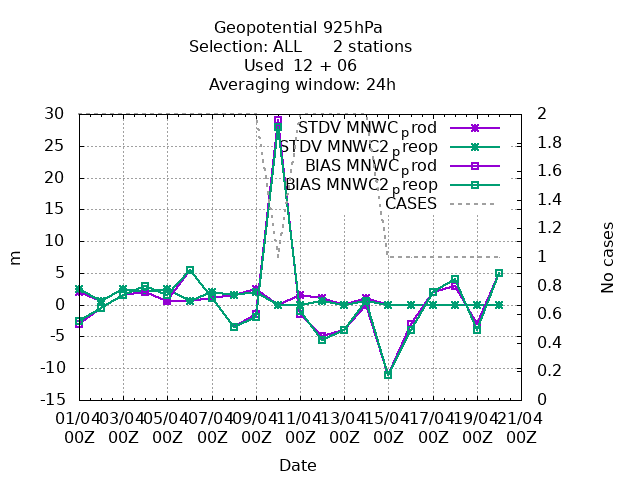 Geopotential 925hPa
Selection: ALL 2 stations
Used 12 + 06
Averaging window: 24h
30
25
20
15
10
5
0
-5
-10
-15
m
2
1.8
1.6
1.4
1.2
1
0.8
0.6
0.4
0.2
0
No cases
STDV MNWCprod
STDV MNWC2preop
BIAS MNWCprod
BIAS MNWC2preop
CASES
01/04 03/04 05/04 07/04 09/04 11/04 13/04 15/04 17/04 19/04 21/04
00Z 00Z 00Z 00Z 00Z 00Z 00Z 00Z 00Z 00Z 00Z
Date